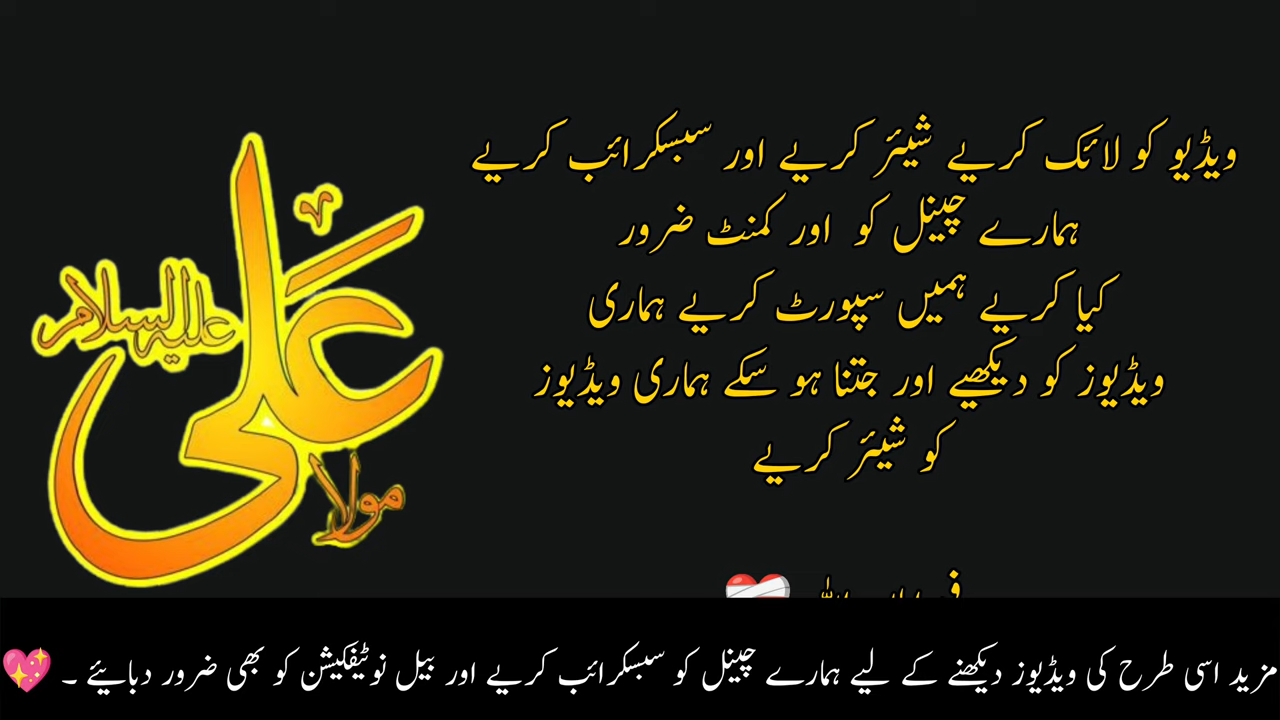 ویڈیو کو لائک کریے شیئر کریے اور سبسکرائب کریے
ہمارے چینل کو اور کمنٹ ضرور
کیا کریے ہمیں سپورٹ کریے ہماری
ویڈیوز کو دیکھیے اور جتنا ہو سکے ہماری ویڈیوز
کو شیئر کریے
علی
علیہ السلام
مولا
مزید اسی طرح کی ویڈیوز دیکھنے کے لیے ہمارے چینل کو سبسکرائب کریے اور بیل نوٹیفکیشن کو بھی ضرور دبایئے ۔ 💖